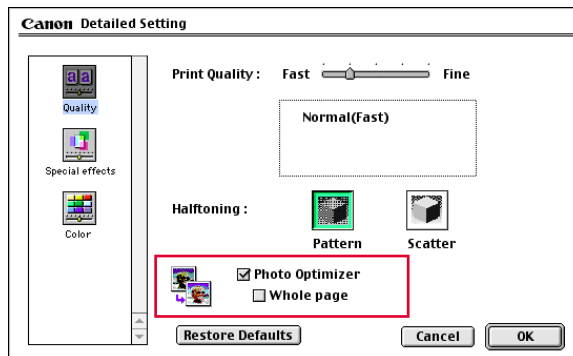 Canon Detailed Setting
Quality
Special effects
Color
Print Quality : Fast Fine
Normal(Fast)
Halftoning :
Pattern Scatter
Photo Optimizer
Whole page
Restore Defaults Cancel OK